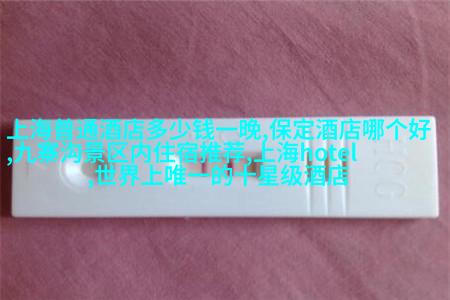 上海普通酒店多少钱一晚,保定酒店哪个好
,九寨沟景区内住宿推荐,上海hotel
,世界上唯一的十星级酒店
HCG